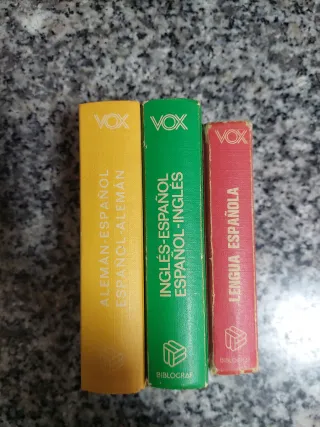 VOX
ALEMÁN-ESPAÑOL
ESPAÑOL-ALEMÁN
VOX
INGLÉS-ESPAÑOL
ESPAÑOL-INGLÉS
BIBLOGRAF
VOX
LENGUA ESPAÑOLA
BIBLOGRAF